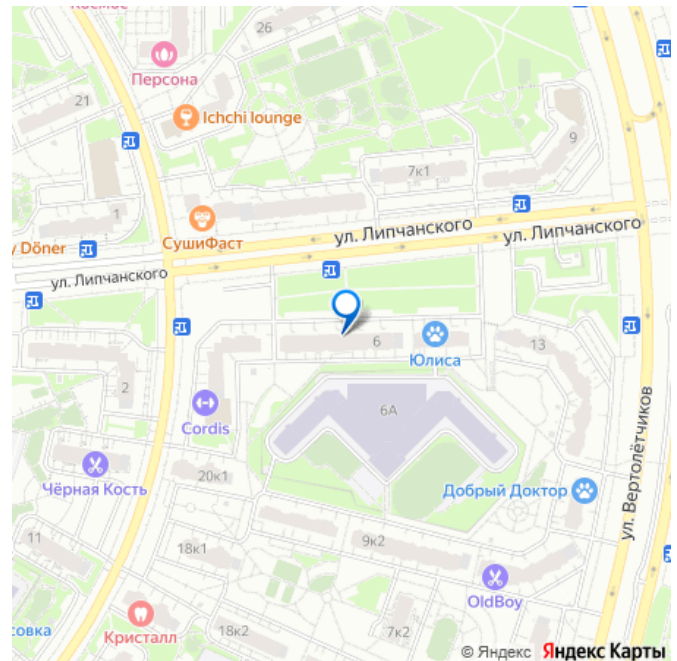 Космос
26
Персона
21
Ichchi lounge
9
7к1
1
СушиФаст
ул. Липчанского
ул. Липчанского
y Döner
ул. Липчанского
6
Юлиса
13
2
6А
Cordis
ул. Вертолётчиков
20к1
Чёрная Кость
Добрый Доктор
11
18к1
9к2
OldBoy
Кристалл
совка
18к2
7к2
© Яндекс Яндекс Карты